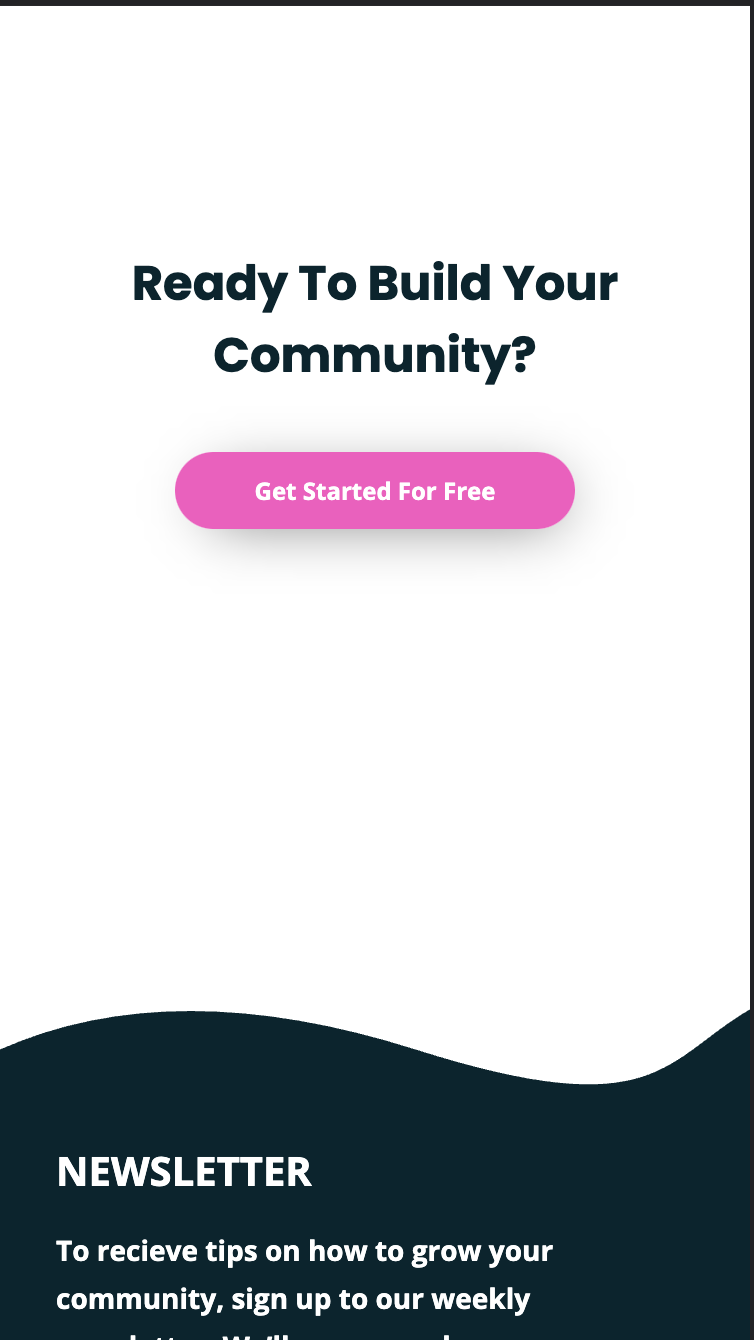 Ready To Build Your
Community?
Get Started For Free
NEWSLETTER
To recieve tips on how to grow your
community, sign up to our weekly